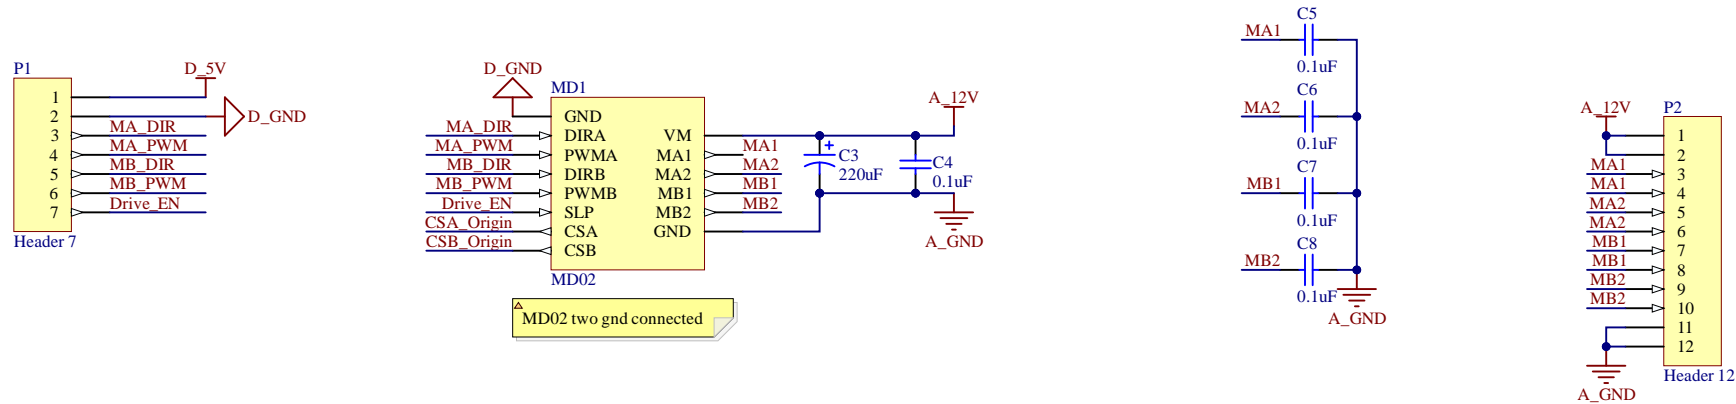 P1
D_5V
1
2
D_GND
3
MA_DIR
4
MA_PWM
5
MB_DIR
6
MB_PWM
7
Drive_EN
Header 7
D_GND
MD1
GND
MA_DIR
DIRA
VM
MA_PWM
PWMA
MA1
MA1
MB_DIR
DIRB
MA2
MA2
MB_PWM
PWMB
MB1
MB1
Drive_EN
SLP
MB2
MB2
CSA_Origin
CSA
GND
CSB_Origin
CSB
MD02
A_12V
+
C3
220uF
C4
0.1uF
A_GND
MD02 two gnd connected
C5
MA1
0.1uF
C6
MA2
0.1uF
C7
MB1
0.1uF
C8
MB2
0.1uF
A_GND
P2
A_12V
1
2
MA1
3
MA1
4
MA2
5
MA2
6
MB1
7
MB1
8
MB2
9
MB2
10
11
12
A_GND
Header 12